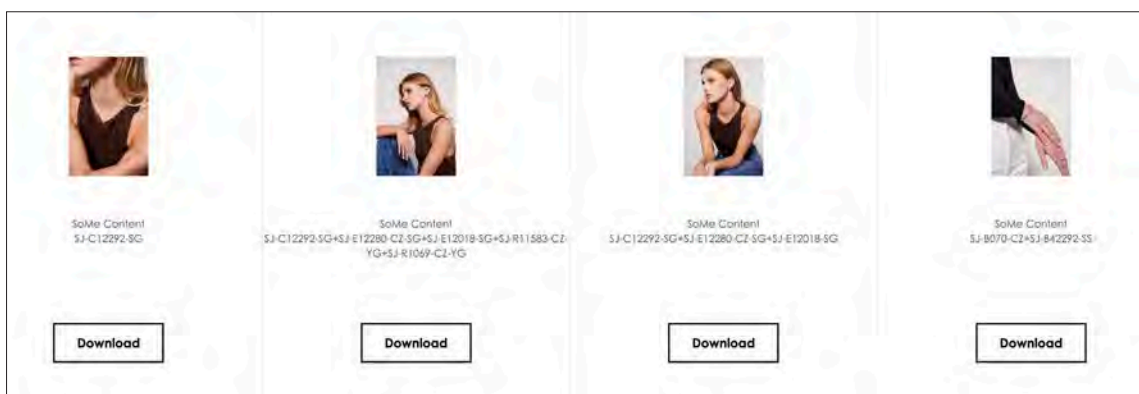 SoMe Content
SJ-C12292-SG
Download
SoMe Content
SJ-C12292-SG+SJ-E12280-CZ-SG+SJ-E12018-SG+SJ-R11583-CZ-
YG+SJ-R1069-CZ-YG
Download
SoMe Content
SJ-C12292-SG+SJ-E12280-CZ-SG+SJ-E12018-SG
Download
SoMe Content
SJ-B070-CZ+SJ-B42292-SS
Download